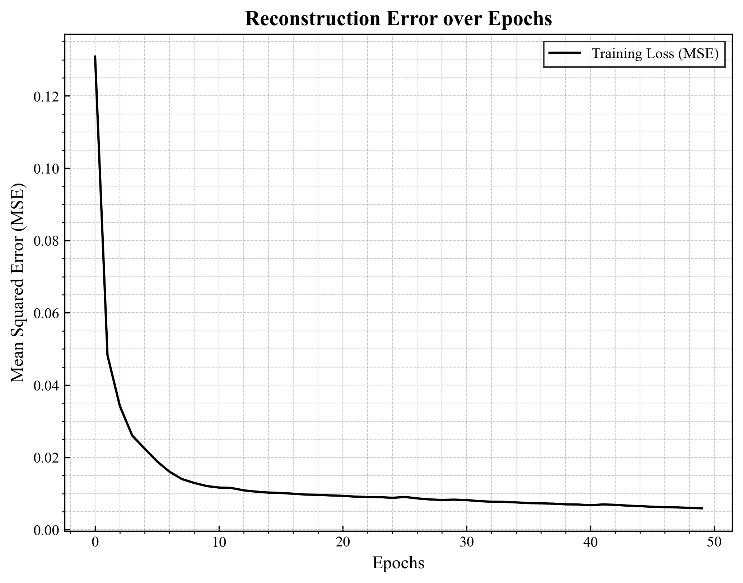 Reconstruction Error over Epochs
Training Loss (MSE)
Mean Squared Error (MSE)
0.12
0.10
0.08
0.06
0.04
0.02
0.00
0 10 20 30 40 50
Epochs